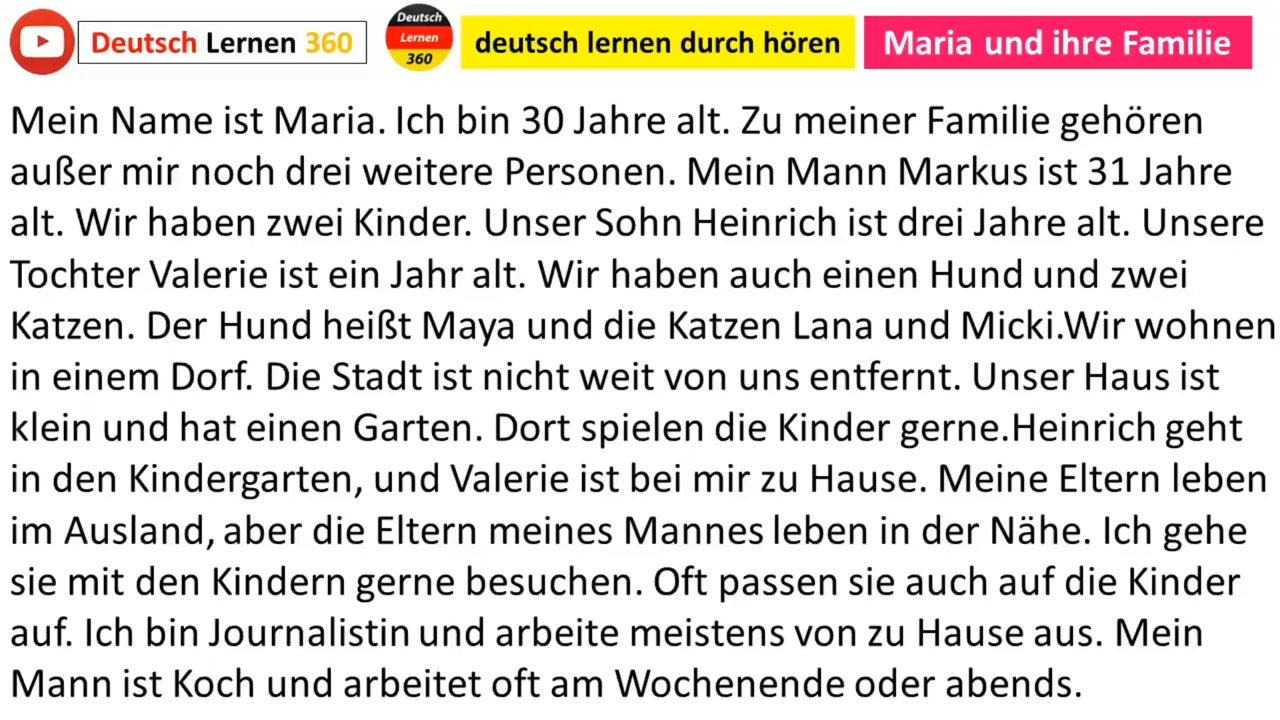 Deutsch Lernen 360
Deutsch
Lernen
360
deutsch lernen durch hören
Maria und ihre Familie
Mein Name ist Maria. Ich bin 30 Jahre alt. Zu meiner Familie gehören
außer mir noch drei weitere Personen. Mein Mann Markus ist 31 Jahre
alt. Wir haben zwei Kinder. Unser Sohn Heinrich ist drei Jahre alt. Unsere
Tochter Valerie ist ein Jahr alt. Wir haben auch einen Hund und zwei
Katzen. Der Hund heißt Maya und die Katzen Lana und Micki.Wir wohnen
in einem Dorf. Die Stadt ist nicht weit von uns entfernt. Unser Haus ist
klein und hat einen Garten. Dort spielen die Kinder gerne.Heinrich geht
in den Kindergarten, und Valerie ist bei mir zu Hause. Meine Eltern leben
im Ausland, aber die Eltern meines Mannes leben in der Nähe. Ich gehe
sie mit den Kindern gerne besuchen. Oft passen sie auch auf die Kinder
auf. Ich bin Journalistin und arbeite meistens von zu Hause aus. Mein
Mann ist Koch und arbeitet oft am Wochenende oder abends.